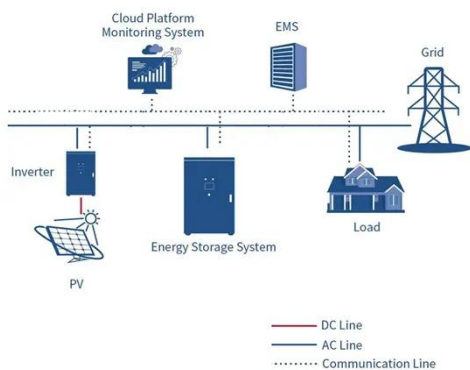 Cloud Platform
Monitoring System
EMS
Grid
Inverter
Energy Storage System
Load
PV
DC Line
AC Line
Communication Line